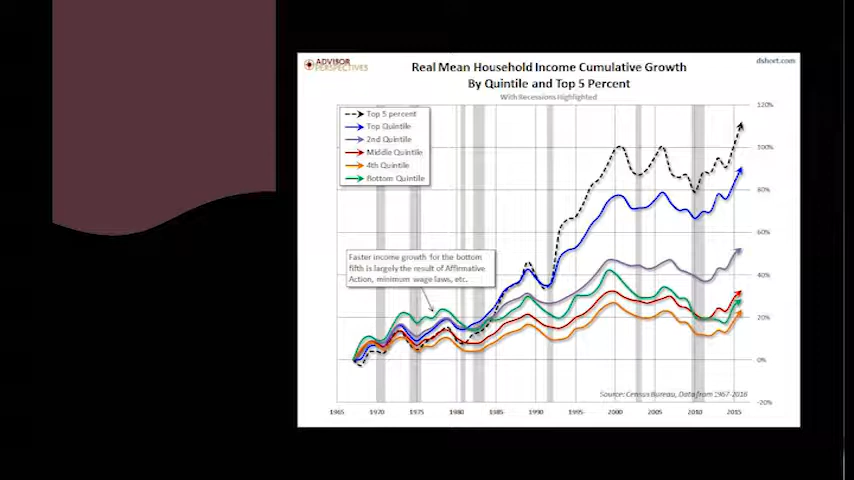 ADVISOR
PERSPECTIVES
Real Mean Household Income Cumulative Growth
dshort.com
By Quintile and Top 5 Percent
With Recessions Highlighted
Top 5 percent
Top Quintile
2nd Quintile
Middle Quintile
4th Quintile
Bottom Quintile
120%
100%
80%
60%
40%
20%
0%
-20%
Faster income growth for the bottom
fifth is largely the result of Affirmative
Action, minimum wage laws, etc.
Source: Census Bureau, Data from 1967-2016
1965 1970 1975 1980 1985 1990 1995 2000 2005 2010 2015